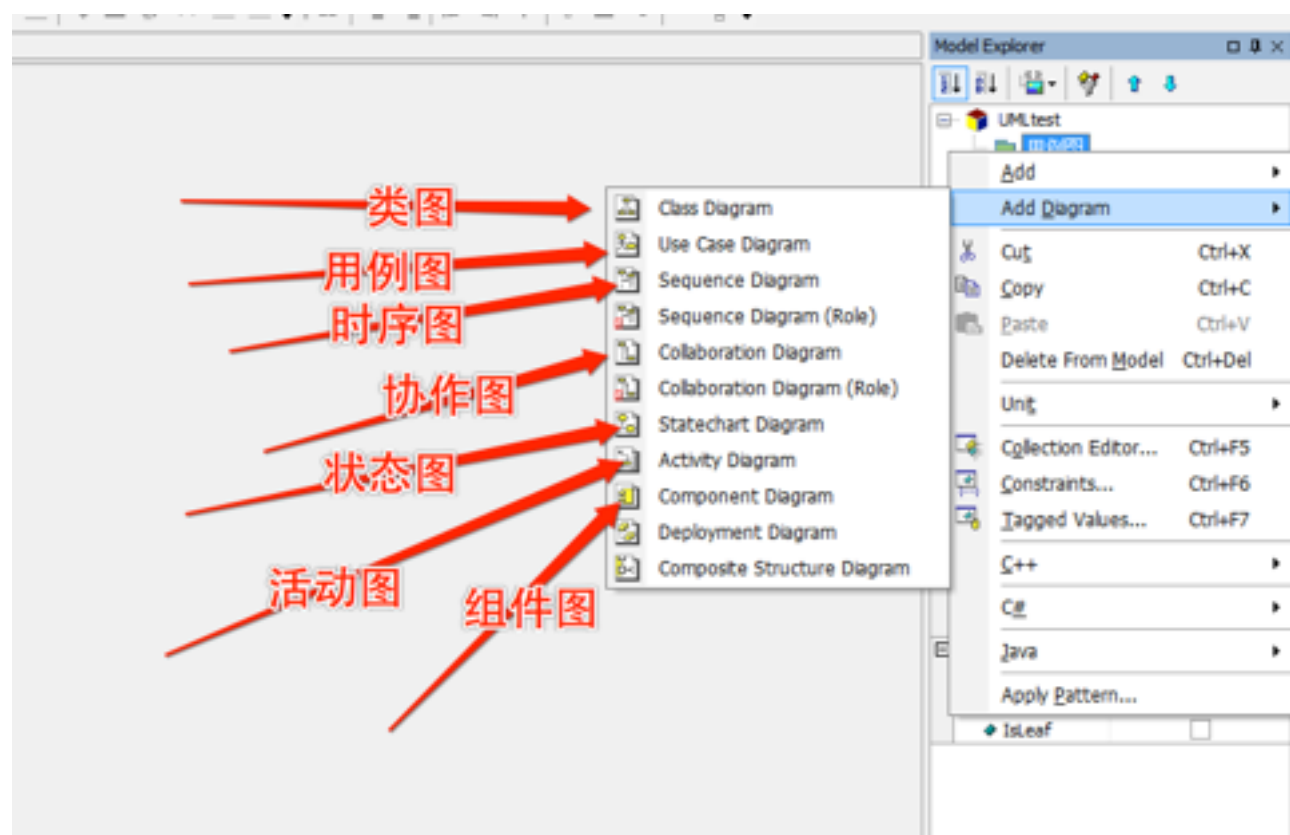 Model Explorer
UMLtest
用例图
Add
Add Diagram
Cut Ctrl+X
Copy Ctrl+C
Paste Ctrl+V
Delete From Model Ctrl+Del
Unit
Collection Editor... Ctrl+F5
Constraints... Ctrl+F6
Tagged Values... Ctrl+F7
C++
C#
Java
Apply Pattern...
IsLeaf
Class Diagram
Use Case Diagram
Sequence Diagram
Sequence Diagram (Role)
Collaboration Diagram
Collaboration Diagram (Role)
Statechart Diagram
Activity Diagram
Component Diagram
Deployment Diagram
Composite Structure Diagram
类图
用例图
时序图
协作图
状态图
活动图
组件图